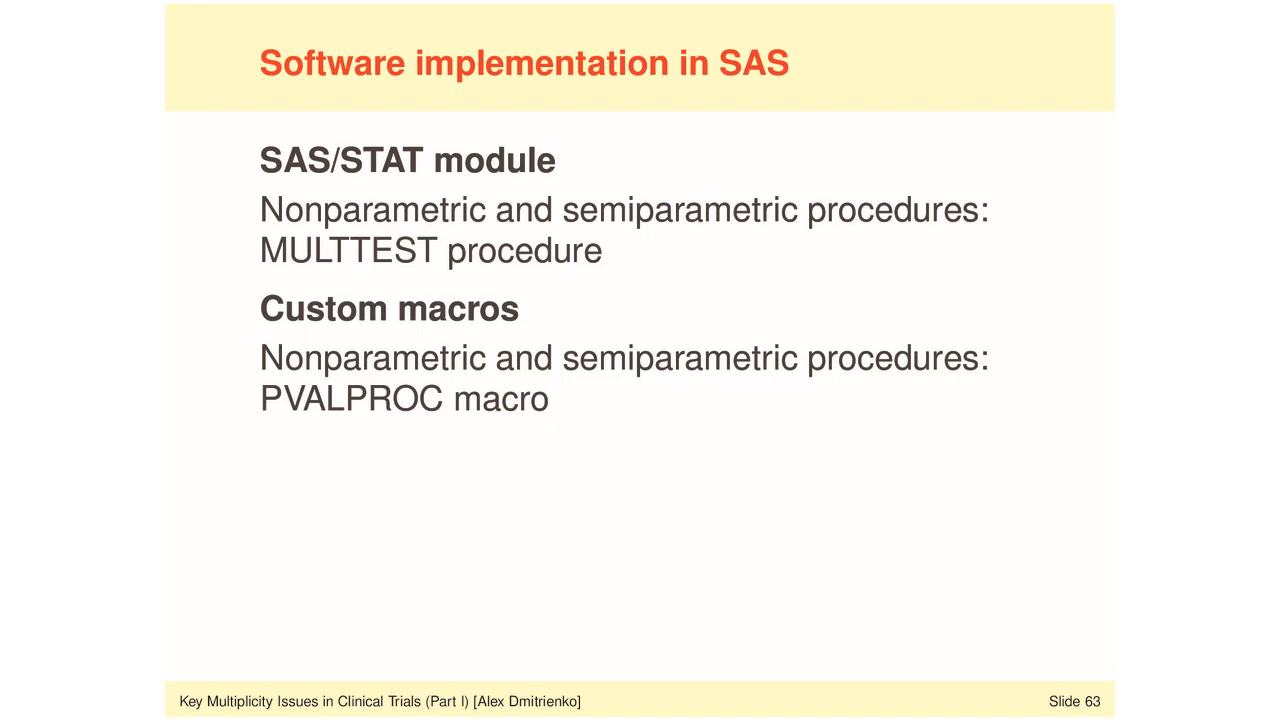 Software implementation in SAS
SAS/STAT module
Nonparametric and semiparametric procedures:
MULTTEST procedure
Custom macros
Nonparametric and semiparametric procedures:
PVALPROC macro
Key Multiplicity Issues in Clinical Trials (Part I) [Alex Dmitrienko]
Slide 63